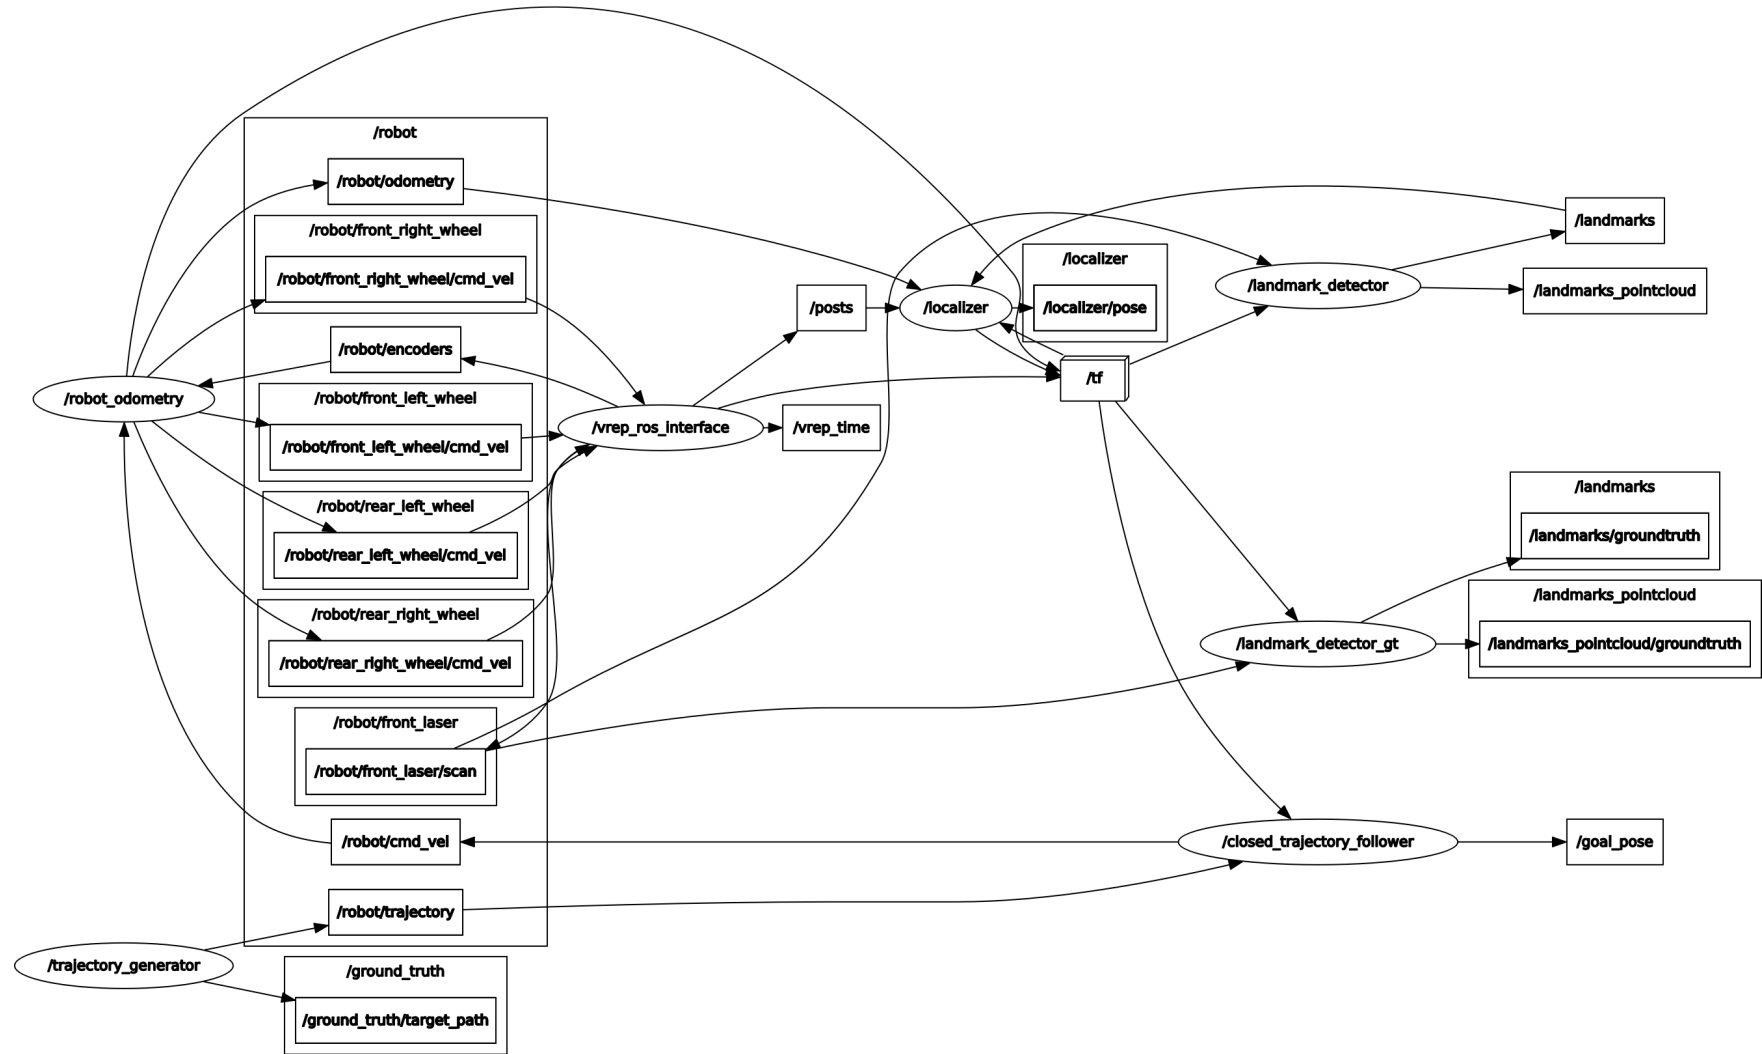 /robot
/robot/odometry
/robot/front_right_wheel
/robot/front_right_wheel/cmd_vel
/robot/encoders
/robot/front_left_wheel
/robot/front_left_wheel/cmd_vel
/robot/rear_left_wheel
/robot/rear_left_wheel/cmd_vel
/robot/rear_right_wheel
/robot/rear_right_wheel/cmd_vel
/robot/front_laser
/robot/front_laser/scan
/robot/cmd_vel
/robot/trajectory
/robot_odometry
/trajectory_generator
/ground_truth
/ground_truth/target_path
/vrep_ros_interface
/posts
/vrep_time
/localizer
/localizer
/localizer/pose
/tf
/landmark_detector
/landmarks
/landmarks_pointcloud
/landmarks
/landmarks/groundtruth
/landmarks_pointcloud
/landmarks_pointcloud/groundtruth
/landmark_detector_gt
/closed_trajectory_follower
/goal_pose